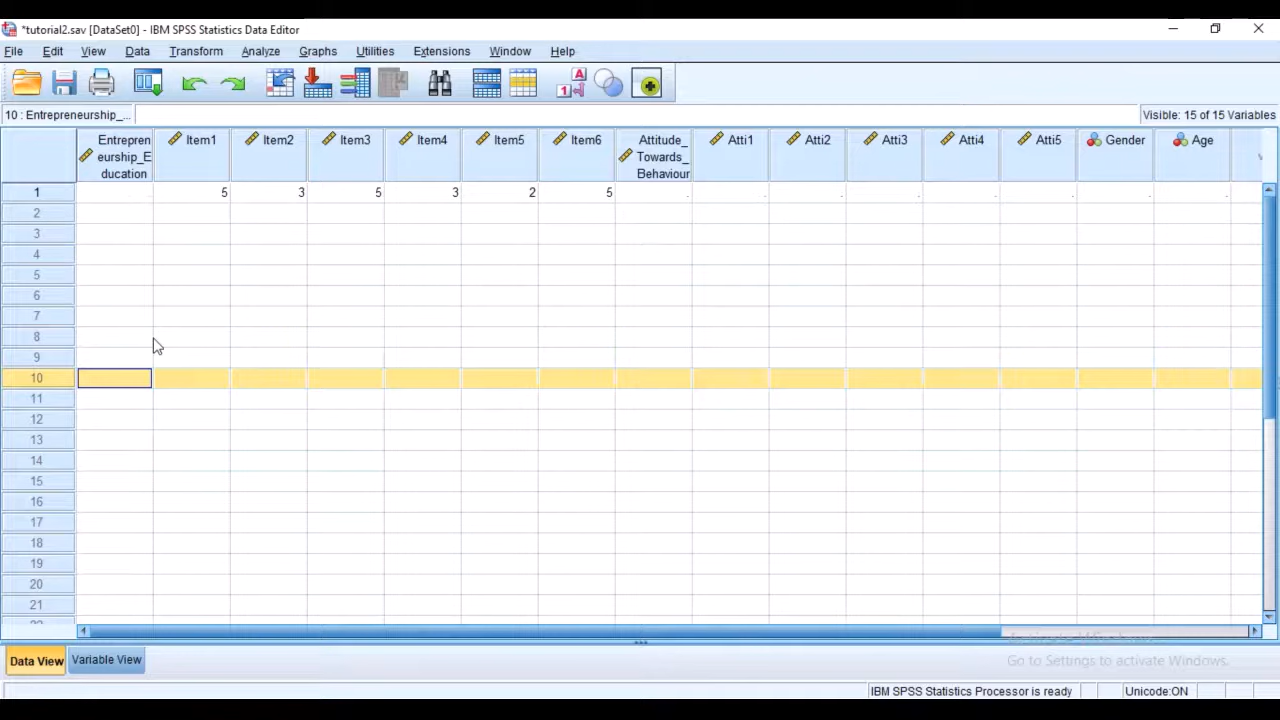 *tutorial2.sav [DataSet0] - IBM SPSS Statistics Data Editor
File Edit View Data Transform Analyze Graphs Utilities Extensions Window Help
10 : Entrepreneurship_...
Visible: 15 of 15 Variables
Entrepren
eurship_E
ducation
Item1 Item2 Item3 Item4 Item5 Item6
Attitude_
Towards_
Behaviour
Atti1 Atti2 Atti3 Atti4 Atti5 Gender Age
1 5 3 5 3 2 5
2
3
4
5
6
7
8
9
10
11
12
13
14
15
16
17
18
19
20
21
22
Data View Variable View
Go to Settings to activate Windows.
IBM SPSS Statistics Processor is ready Unicode:ON